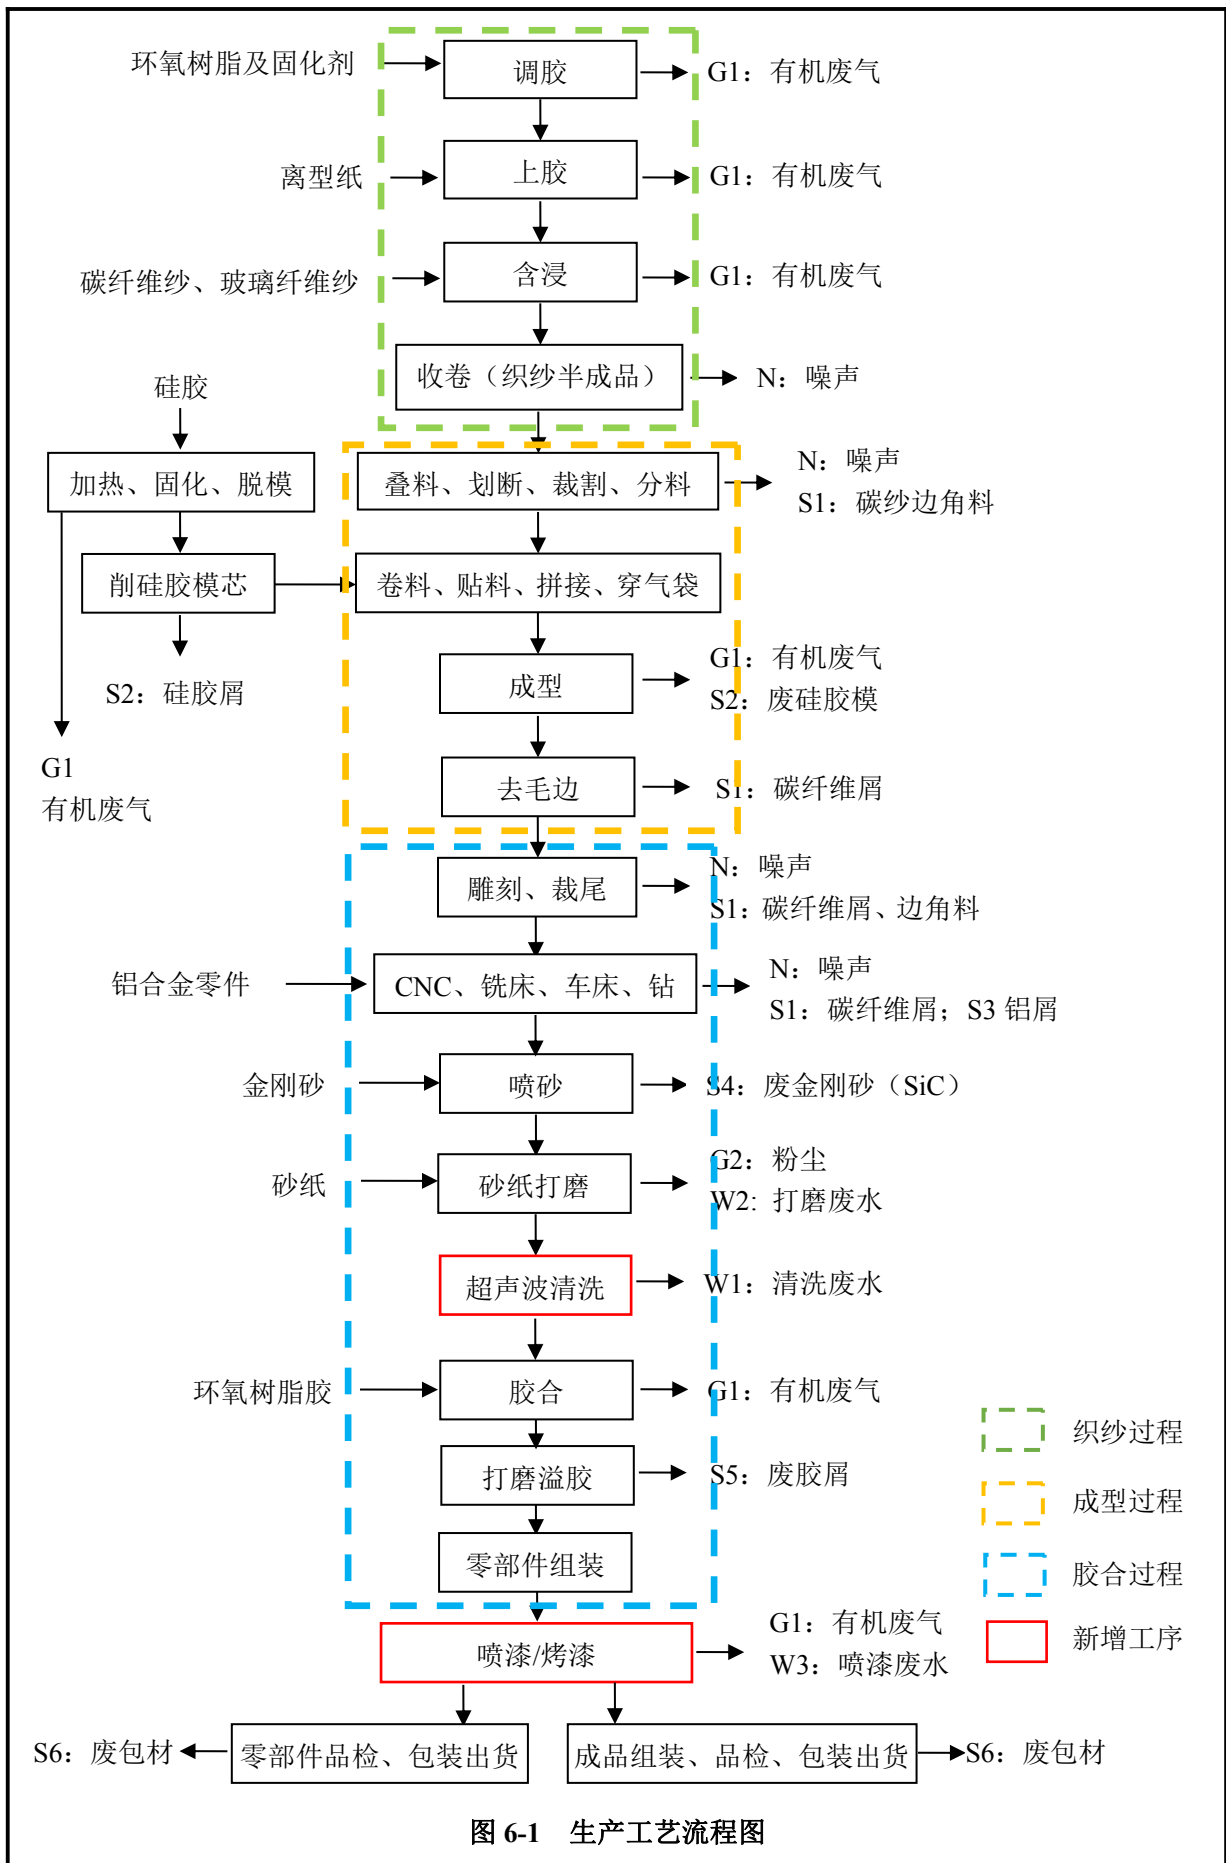 环氧树脂及固化剂
调胶
G1：有机废气
离型纸
上胶
G1：有机废气
碳纤维纱、玻璃纤维纱
含浸
G1：有机废气
收卷（织纱半成品）
N：噪声
硅胶
加热、固化、脱模
叠料、划断、裁割、分料
N：噪声
S1：碳纱边角料
削硅胶模芯
卷料、贴料、拼接、穿气袋
S2：硅胶屑
成型
G1：有机废气
S2：废硅胶模
G1
有机废气
去毛边
S1：碳纤维屑
雕刻、裁尾
N：噪声
S1：碳纤维屑、边角料
铝合金零件
CNC、铣床、车床、钻
N：噪声
S1：碳纤维屑；S3 铝屑
金刚砂
喷砂
S4：废金刚砂（SiC）
砂纸
砂纸打磨
G2：粉尘
W2: 打磨废水
超声波清洗
W1：清洗废水
环氧树脂胶
胶合
G1：有机废气
打磨溢胶
S5：废胶屑
零部件组装
织纱过程
成型过程
胶合过程
新增工序
喷漆/烤漆
G1：有机废气
W3：喷漆废水
S6：废包材
零部件品检、包装出货
成品组装、品检、包装出货
S6：废包材
图 6-1 生产工艺流程图